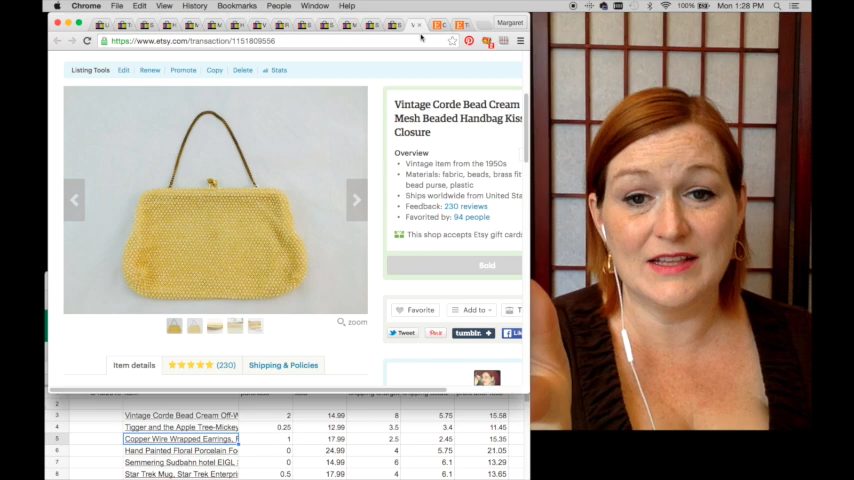 Chrome File Edit View History Bookmarks People Window Help
100% Mon 1:28 PM
Margaret
https://www.etsy.com/transaction/1151809556
Listing Tools Edit Renew Promote Copy Delete Stats
Vintage Corde Bead Cream
Mesh Beaded Handbag Kiss
Closure
Overview
• Vintage item from the 1950s
• Materials: fabric, beads, brass fit
bead purse, plastic
• Ships worldwide from United Sta
• Feedback: 230 reviews
• Favorited by: 94 people
This shop accepts Etsy gift cards
Sold
zoom
Favorite Add to
Tweet Pin it tumblr. + Lik
Item details (230) Shipping & Policies
2
3 Vintage Corde Bead Cream Off-W 2 14.99 8 5.75 15.58
4 Tigger and the Apple Tree-Mickey 0.25 12.99 3.5 3.4 11.45
5 Copper Wire Wrapped Earrings, 1 17.99 2.5 2.45 15.35
6 Hand Painted Floral Porcelain Fo 0 24.99 4 5.75 21.05
7 Semmering Sudbahn hotel EIGL 0 14.99 6 6.1 13.29
8 Star Trek Mug, Star Trek Enterpri 0.5 17.99 4 6.1 13.65